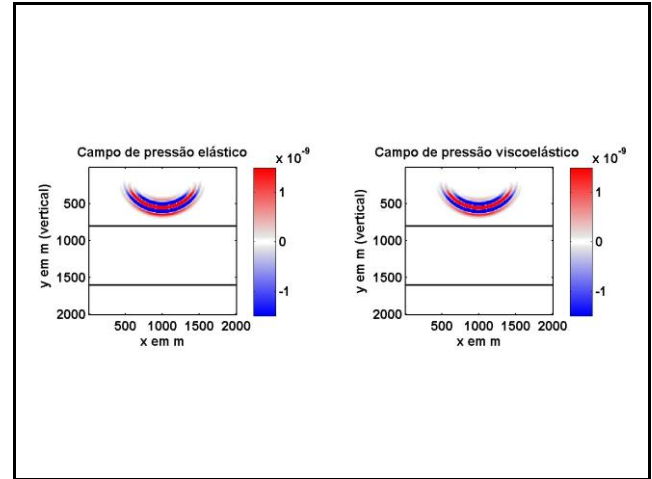 Campo de pressão elástico
x 10^-9
y em m (vertical)
500
1000
1500
2000
500 1000 1500 2000
x em m
1
0
-1
Campo de pressão viscoelástico
x 10^-9
y em m (vertical)
500
1000
1500
2000
500 1000 1500 2000
x em m
1
0
-1